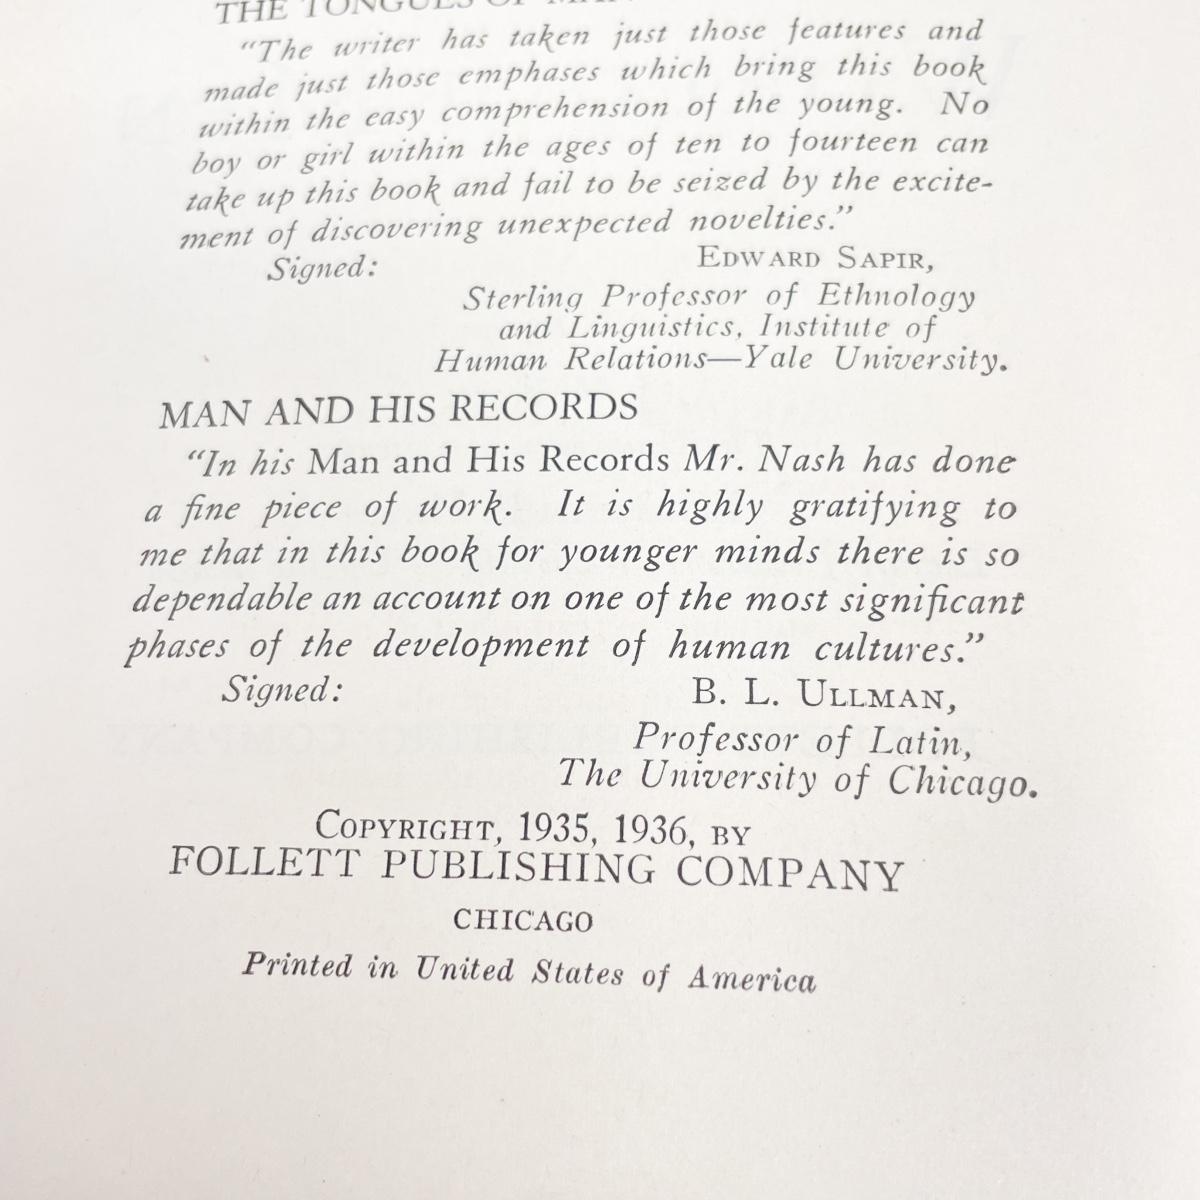 THE TONGUES OF MAN
“The writer has taken just those features and
made just those emphases which bring this book
within the easy comprehension of the young. No
boy or girl within the ages of ten to fourteen can
take up this book and fail to be seized by the excite-
ment of discovering unexpected novelties.”
Signed: EDWARD SAPIR,
Sterling Professor of Ethnology
and Linguistics, Institute of
Human Relations—Yale University.
MAN AND HIS RECORDS
“In his Man and His Records Mr. Nash has done
a fine piece of work. It is highly gratifying to
me that in this book for younger minds there is so
dependable an account on one of the most significant
phases of the development of human cultures.”
Signed: B. L. ULLMAN,
Professor of Latin,
The University of Chicago.
COPYRIGHT, 1935, 1936, BY
FOLLETT PUBLISHING COMPANY
CHICAGO
Printed in United States of America